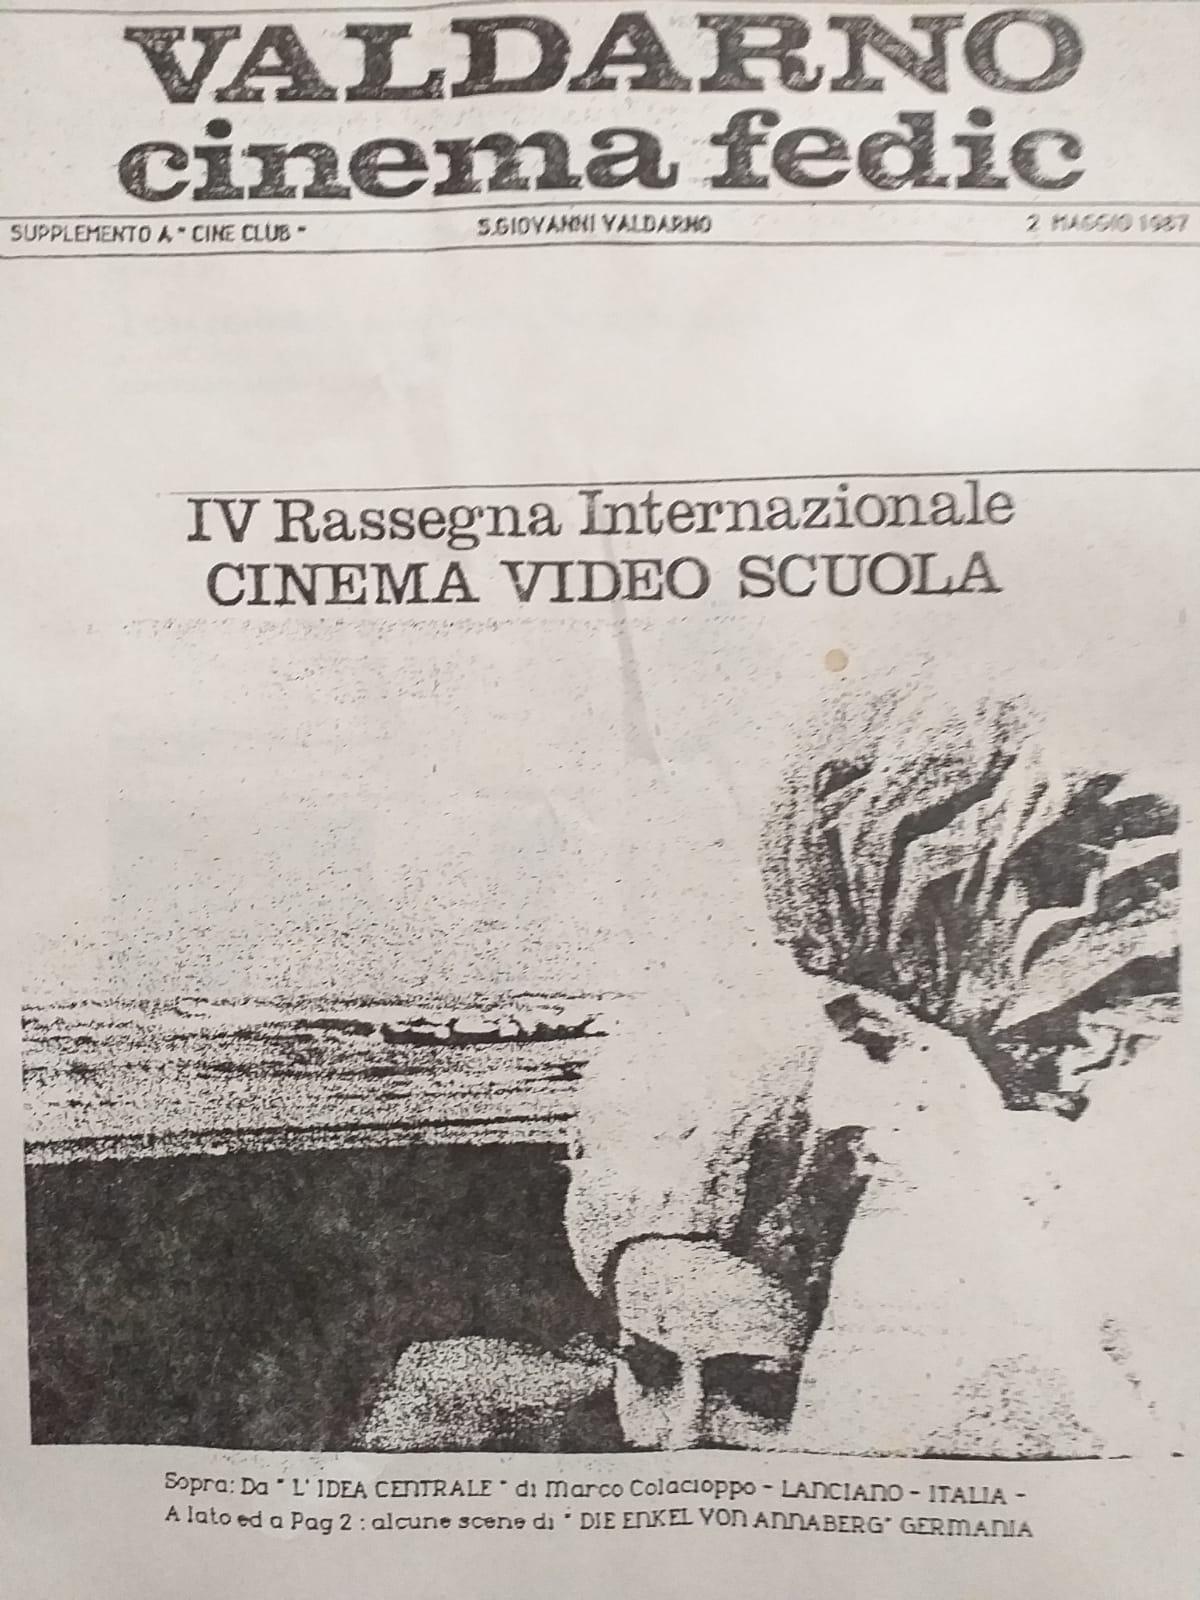 VALDARNO
cinema fedic
SUPPLEMENTO A " CINE CLUB " S.GIOVANNI VALDARNO 2 MAGGIO 1987
IV Rassegna Internazionale
CINEMA VIDEO SCUOLA
Sopra: Da " L' IDEA CENTRALE " di Marco Colacioppo - LANCIANO - ITALIA -
A lato ed a Pag 2 : alcune scene di " DIE ENKEL VON ANNABERG" GERMANIA